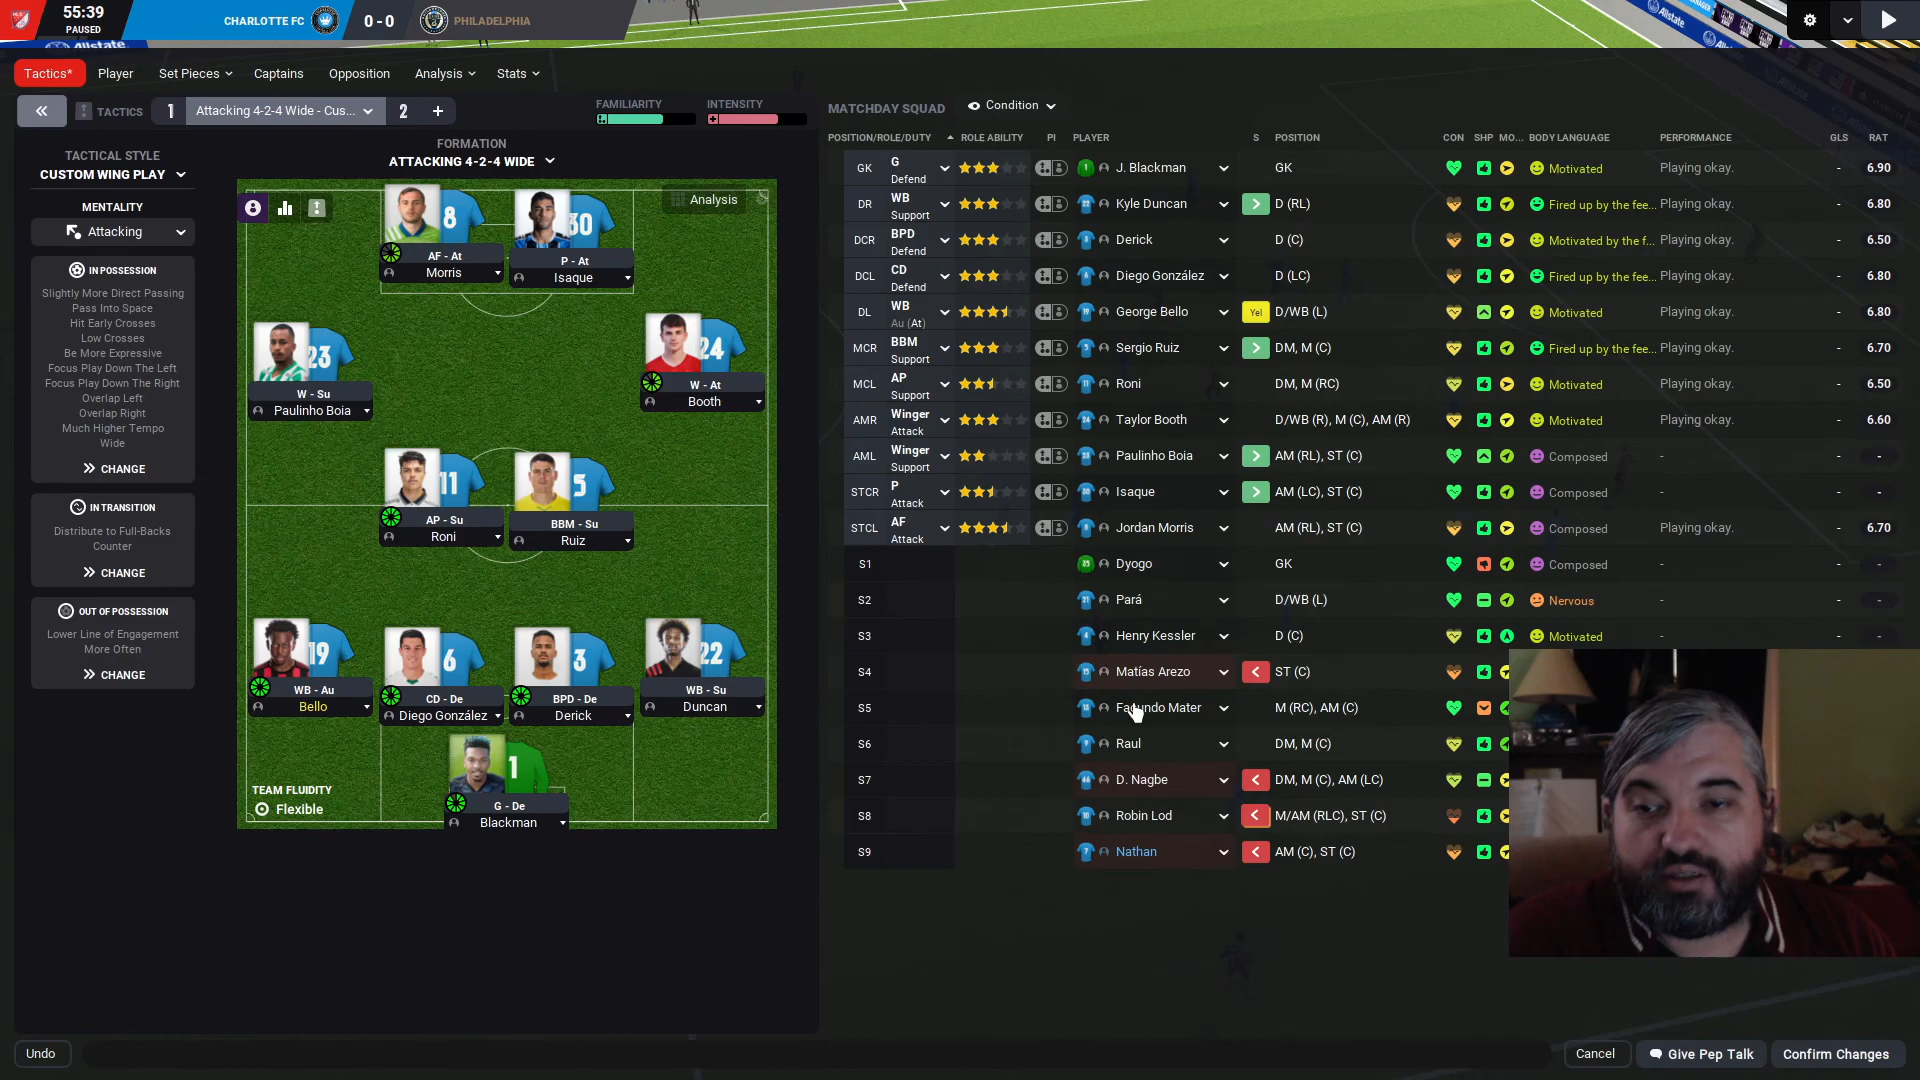 55:39
PAUSED
CHARLOTTE FC
0 - 0
PHILADELPHIA
Allstate
Allstate
Allstate
Tactics*
Player
Set Pieces
Captains
Opposition
Analysis
Stats
TACTICS
1
Attacking 4-2-4 Wide - Cus...
2
+
FAMILIARITY
INTENSITY
TACTICAL STYLE
CUSTOM WING PLAY
MENTALITY
Attacking
IN POSSESSION
Slightly More Direct Passing
Pass Into Space
Hit Early Crosses
Low Crosses
Be More Expressive
Focus Play Down The Left
Focus Play Down The Right
Overlap Left
Overlap Right
Much Higher Tempo
Wide
CHANGE
IN TRANSITION
Distribute to Full-Backs
Counter
CHANGE
OUT OF POSSESSION
Lower Line of Engagement
More Often
CHANGE
FORMATION
ATTACKING 4-2-4 WIDE
Analysis
8
AF - At
Morris
30
P - At
Isaque
23
W - Su
Paulinho Boia
24
W - At
Booth
11
AP - Su
Roni
5
BBM - Su
Ruiz
19
WB - Au
Bello
6
CD - De
Diego González
3
BPD - De
Derick
22
WB - Su
Duncan
1
G - De
Blackman
TEAM FLUIDITY
Flexible
MATCHDAY SQUAD
Condition
POSITION/ROLE/DUTY ROLE ABILITY PI PLAYER S POSITION CON SHP MO... BODY LANGUAGE PERFORMANCE GLS RAT
GK G Defend 1 J. Blackman GK Motivated Playing okay. - 6.90
DR WB Support 22 Kyle Duncan D (RL) Fired up by the fee... Playing okay. - 6.80
DCR BPD Defend 3 Derick D (C) Motivated by the f... Playing okay. - 6.50
DCL CD Defend 6 Diego González D (LC) Fired up by the fee... Playing okay. - 6.80
DL WB Au (At) 19 George Bello Yel D/WB (L) Motivated Playing okay. - 6.80
MCR BBM Support 5 Sergio Ruiz DM, M (C) Fired up by the fee... Playing okay. - 6.70
MCL AP Support 11 Roni DM, M (RC) Motivated Playing okay. - 6.50
AMR Winger Attack 24 Taylor Booth D/WB (R), M (C), AM (R) Motivated Playing okay. - 6.60
AML Winger Support 23 Paulinho Boia AM (RL), ST (C) Composed - -
STCR P Attack 30 Isaque AM (LC), ST (C) Composed - -
STCL AF Attack 8 Jordan Morris AM (RL), ST (C) Composed Playing okay. - 6.70
S1 Dyogo GK Composed - - -
S2 Pará D/WB (L) Nervous - - -
S3 Henry Kessler D (C) Motivated - - -
S4 Matías Arezo ST (C)
S5 Facundo Mater M (RC), AM (C)
S6 Raul DM, M (C)
S7 D. Nagbe DM, M (C), AM (LC)
S8 Robin Lod M/AM (RLC), ST (C)
S9 Nathan AM (C), ST (C)
Undo
Cancel
Give Pep Talk
Confirm Changes